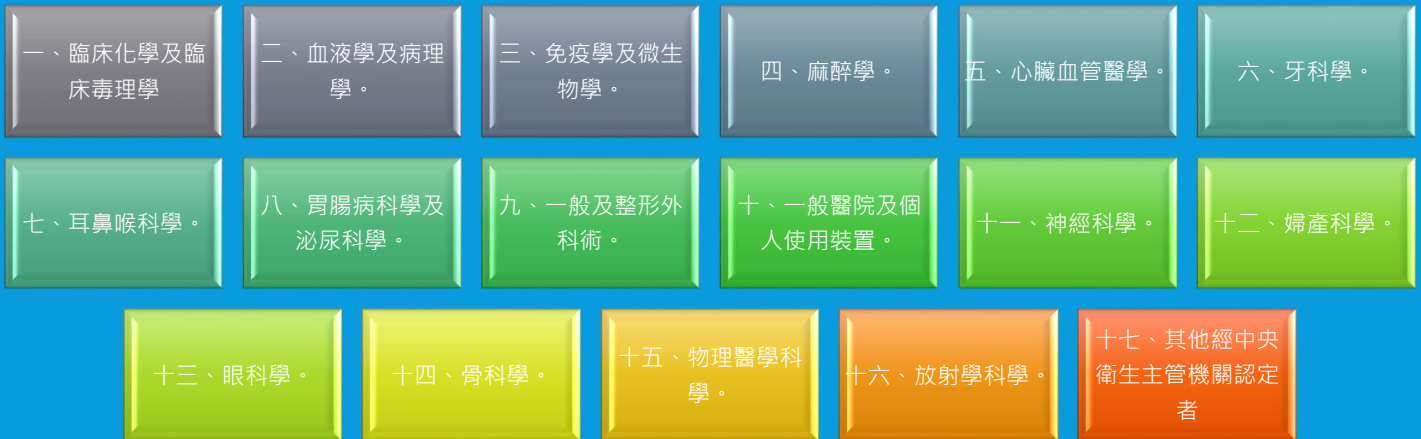 一、臨床化學及臨
床毒理學
二、血液學及病理
學。
三、免疫學及微生
物學。
四、麻醉學。
五、心臟血管醫學。
六、牙科學。
七、耳鼻喉科學。
八、胃腸病科學及
泌尿科學。
九、一般及整形外
科術。
十、一般醫院及個
人使用裝置。
十一、神經科學。
十二、婦產科學。
十三、眼科學。
十四、骨科學。
十五、物理醫學科
學。
十六、放射學科學。
十七、其他經中央
衛生主管機關認定
者